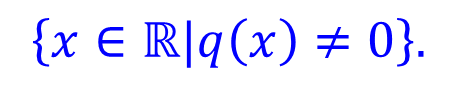 {x ∈ ℝ|q(x) ≠ 0}.